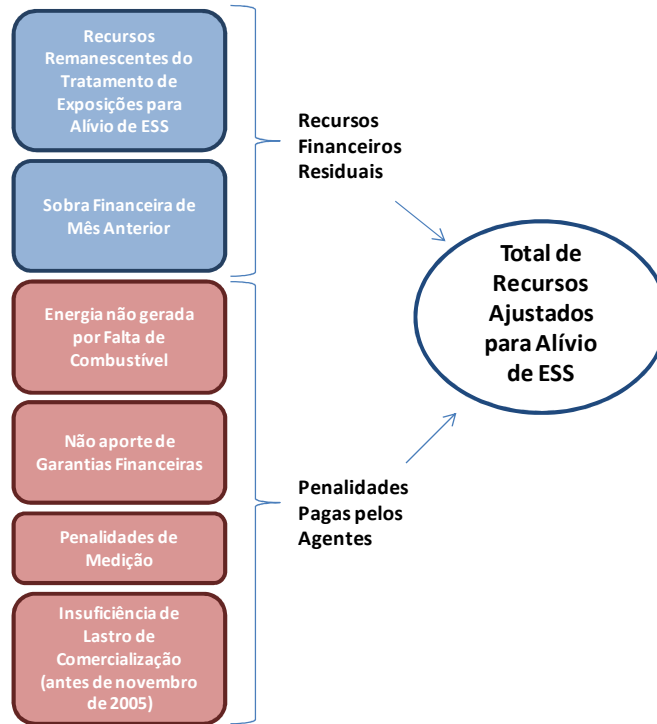 Recursos
Remanescentes do
Tratamento de
Exposições para
Alívio de ESS
Sobra Financeira de
Mês Anterior
Recursos
Financeiros
Residuais
Energia não gerada
por Falta de
Combustível
Não aporte de
Garantias Financeiras
Penalidades de
Medição
Insuficiência de
Lastro de
Comercialização
(antes de novembro
de 2005)
Penalidades
Pagas pelos
Agentes
Total de
Recursos
Ajustados
para Alívio
de ESS